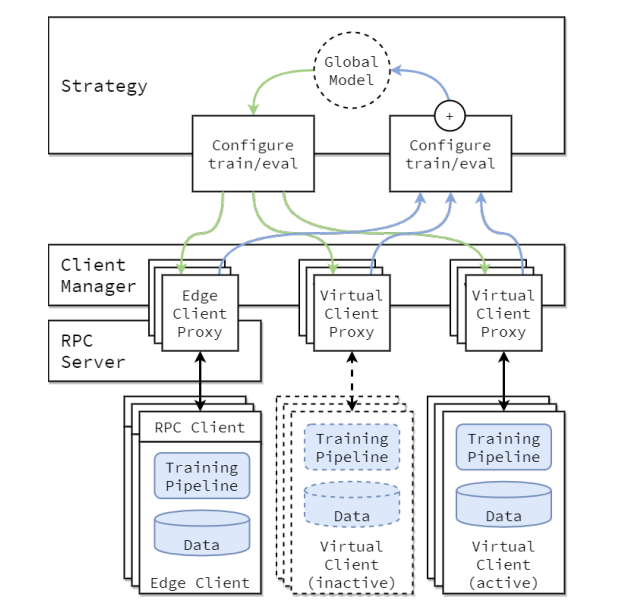 Global
Model
Strategy
+
Configure
train/eval
Configure
train/eval
Client
Manager
Edge
Client
Proxy
Virtual
Client
Proxy
Virtual
Client
Proxy
RPC
Server
RPC Client
Training
Pipeline
Data
Edge Client
Training
Pipeline
Data
Virtual
Client
(inactive)
Training
Pipeline
Data
Virtual
Client
(active)